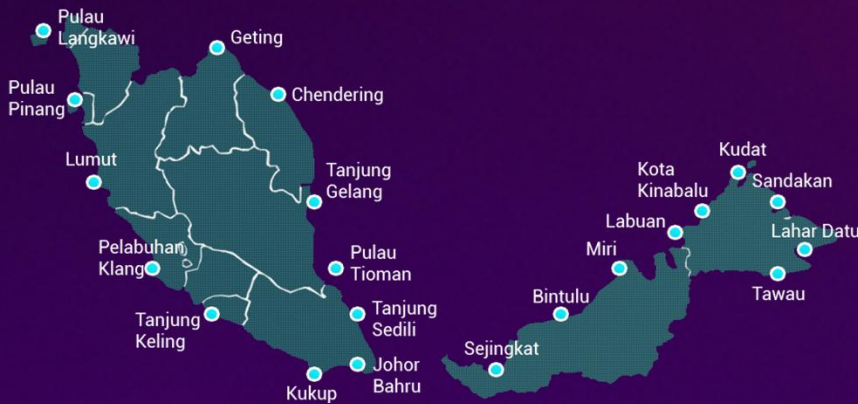 Pulau
Langkawi
Geting
Pulau
Pinang
Chendering
Lumut
Tanjung
Gelang
Pelabuhan
Klang
Pulau
Tioman
Tanjung
Keling
Tanjung
Sedili
Johor
Bahru
Kukup
Kudat
Kota
Kinabalu
Sandakan
Labuan
Lahar Datu
Miri
Tawau
Bintulu
Sejingkat